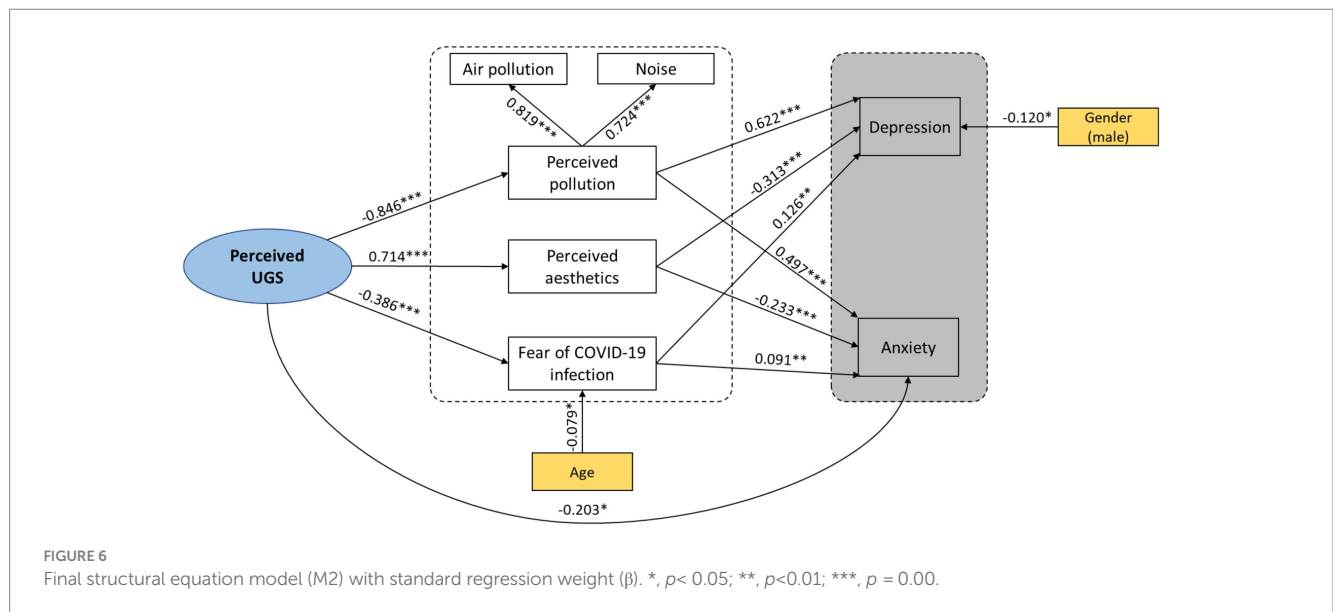 Air pollution
Noise
0.819***
0.724***
0.622***
Depression
-0.120*
Gender
(male)
Perceived
pollution
-0.313***
-0.846***
0.126**
Perceived
UGS
0.714***
Perceived
aesthetics
0.497***
-0.386***
-0.233***
Fear of COVID-19
infection
0.091**
Anxiety
-0.079*
Age
-0.203*
FIGURE 6
Final structural equation model (M2) with standard regression weight (β). *, p< 0.05; **, p<0.01; ***, p = 0.00.